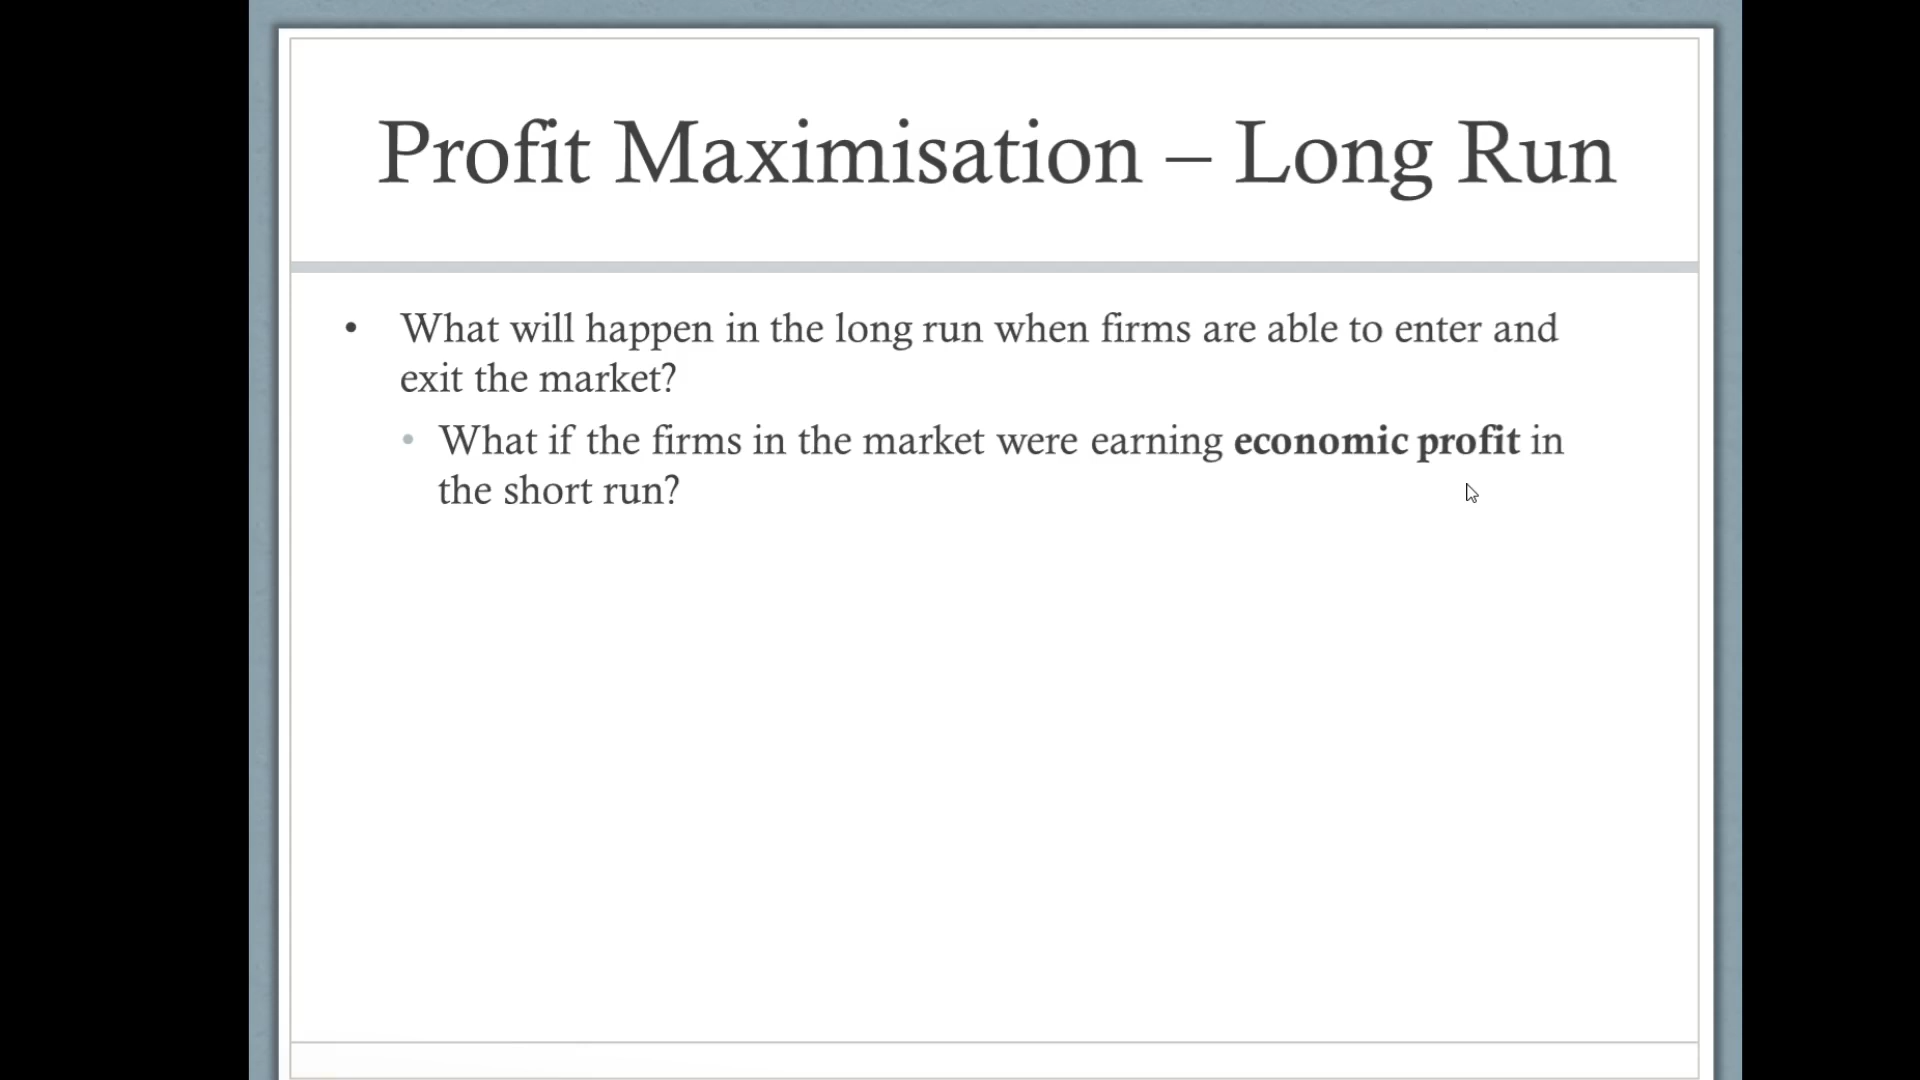 Profit Maximisation – Long Run
• What will happen in the long run when firms are able to enter and
exit the market?
• What if the firms in the market were earning economic profit in
the short run?